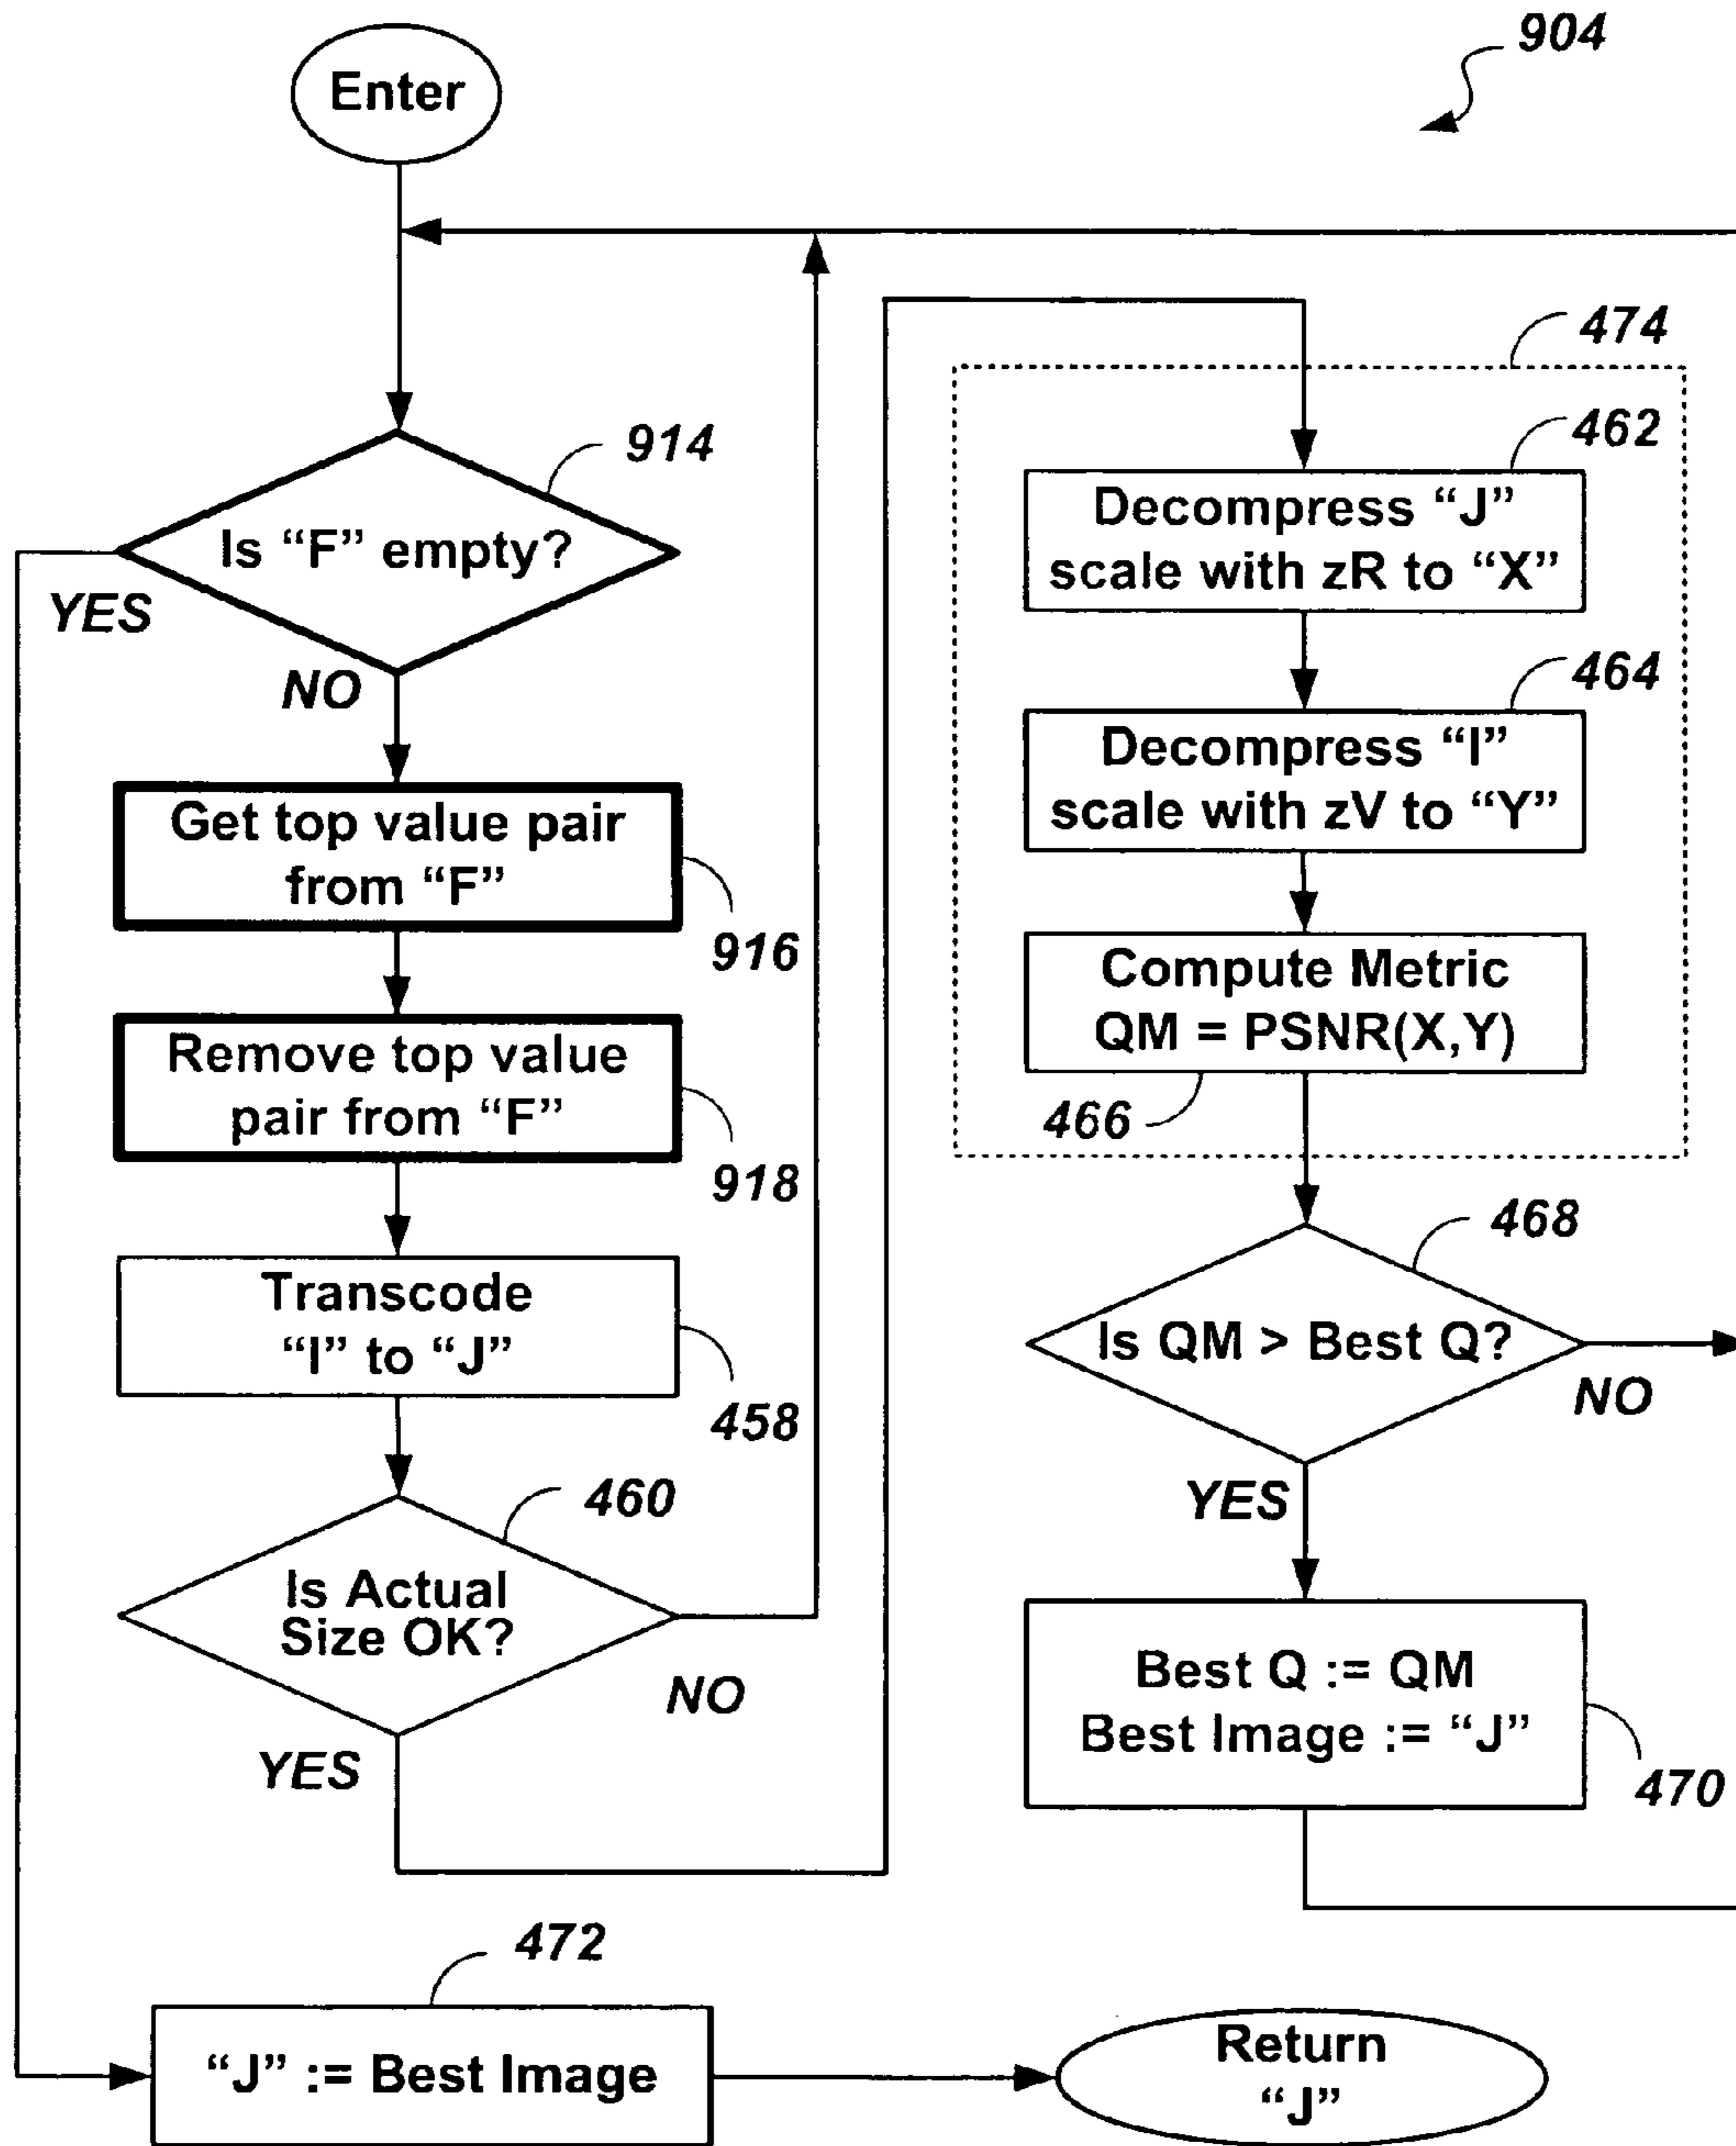 Enter
904
914
Is “F” empty?
YES
NO
Get top value pair
from “F”
916
Remove top value
pair from “F”
918
Transcode
“I” to “J”
458
460
Is Actual
Size OK?
NO
YES
474
462
Decompress “J”
scale with zR to “X”
464
Decompress “I”
scale with zV to “Y”
Compute Metric
QM = PSNR(X,Y)
466
468
Is QM > Best Q?
NO
YES
Best Q := QM
Best Image := “J”
470
472
“J” := Best Image
Return
“J”